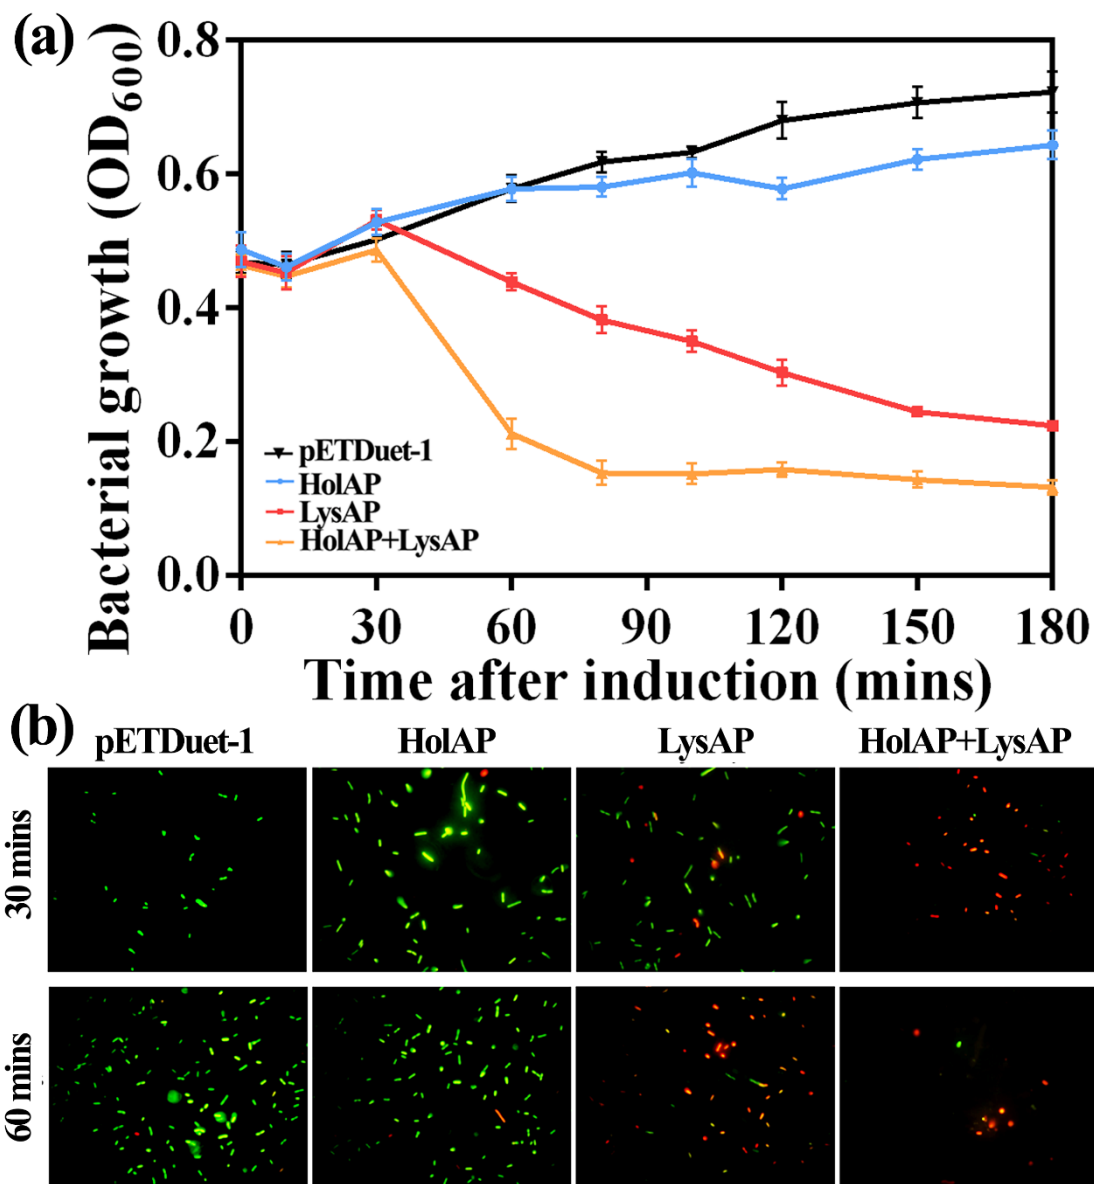 (a)
Bacterial growth (OD600)
0.8
0.6
0.4
0.2
0.0
pETDuet-1
HolAP
LysAP
HolAP+LysAP
0 30 60 90 120 150 180
Time after induction (mins)
(b)
pETDuet-1 HolAP LysAP HolAP+LysAP
30 mins
60 mins